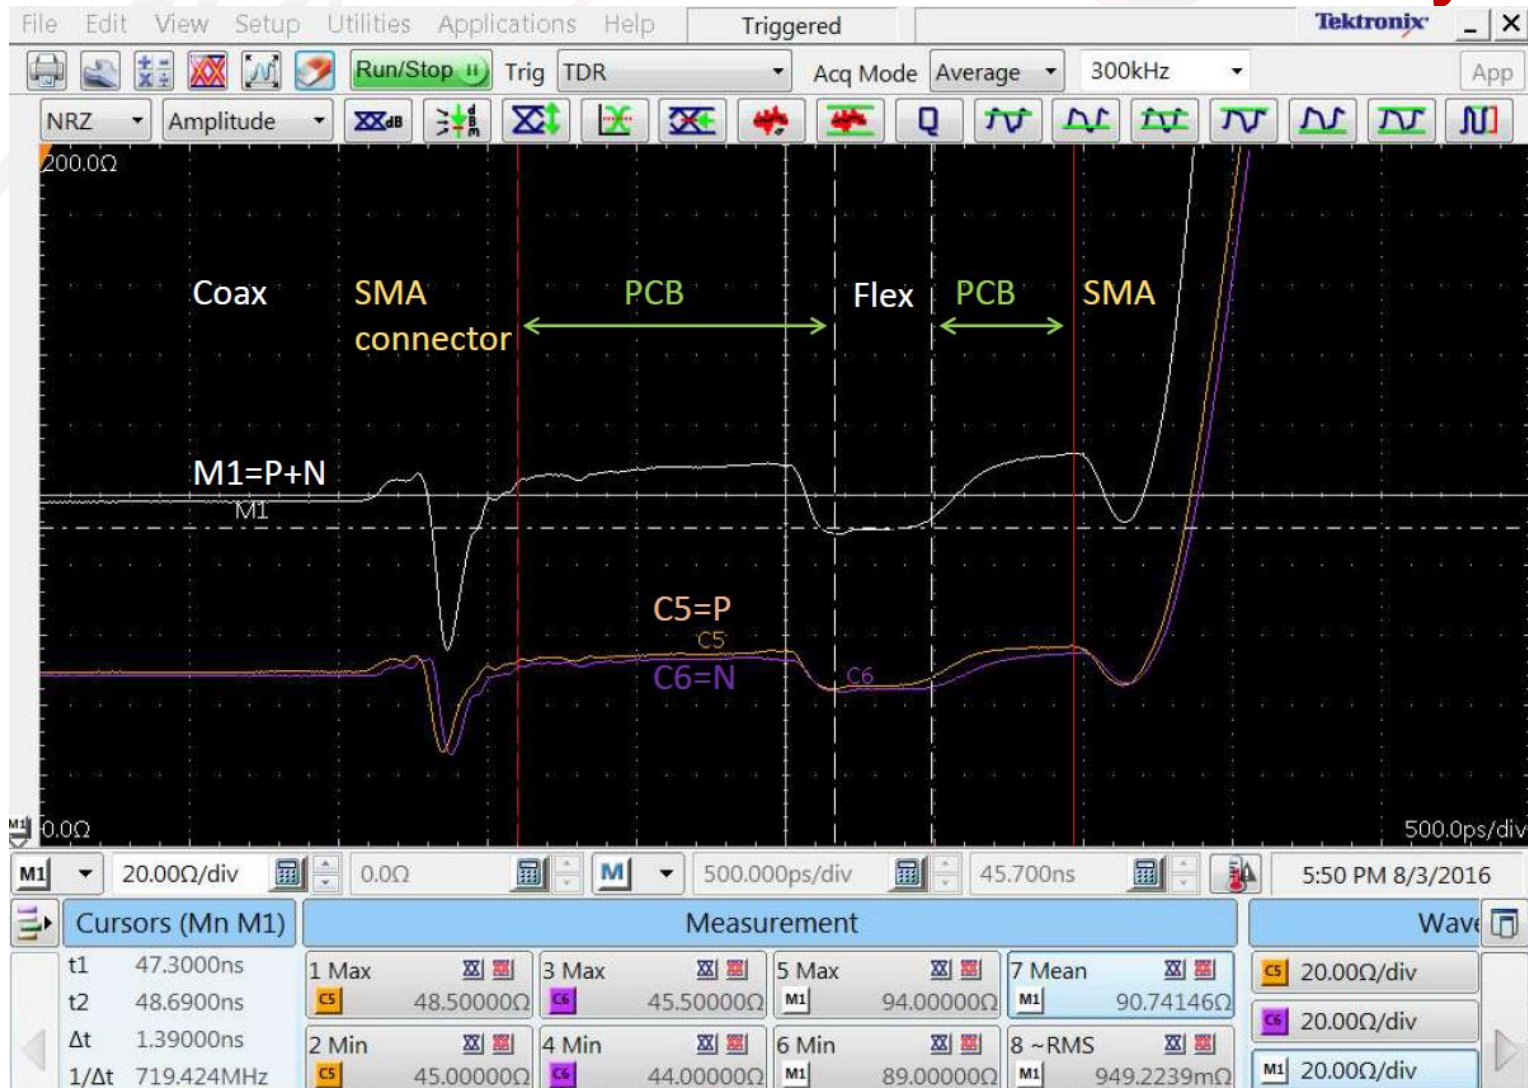 File Edit View Setup Utilities Applications Help Triggered Tektronix
Run/Stop Trig TDR Acq Mode Average 300kHz App
NRZ Amplitude dB dBm Q
200.0Ω
Coax SMA PCB Flex PCB SMA
connector
M1=P+N
M1
C5=P
C5
C6=N C6
M1 0.0Ω 500.0ps/div
M1 20.00Ω/div 0.0Ω M 500.000ps/div 45.700ns 5:50 PM 8/3/2016
Cursors (Mn M1) Measurement Wave
t1 47.3000ns 1 Max 3 Max 5 Max 7 Mean C5 20.00Ω/div
t2 48.6900ns C5 48.50000Ω C6 45.50000Ω M1 94.00000Ω M1 90.74146Ω
Δt 1.39000ns 2 Min 4 Min 6 Min 8 ~RMS C6 20.00Ω/div
1/Δt 719.424MHz C5 45.00000Ω C6 44.00000Ω M1 89.00000Ω M1 949.2239mΩ M1 20.00Ω/div